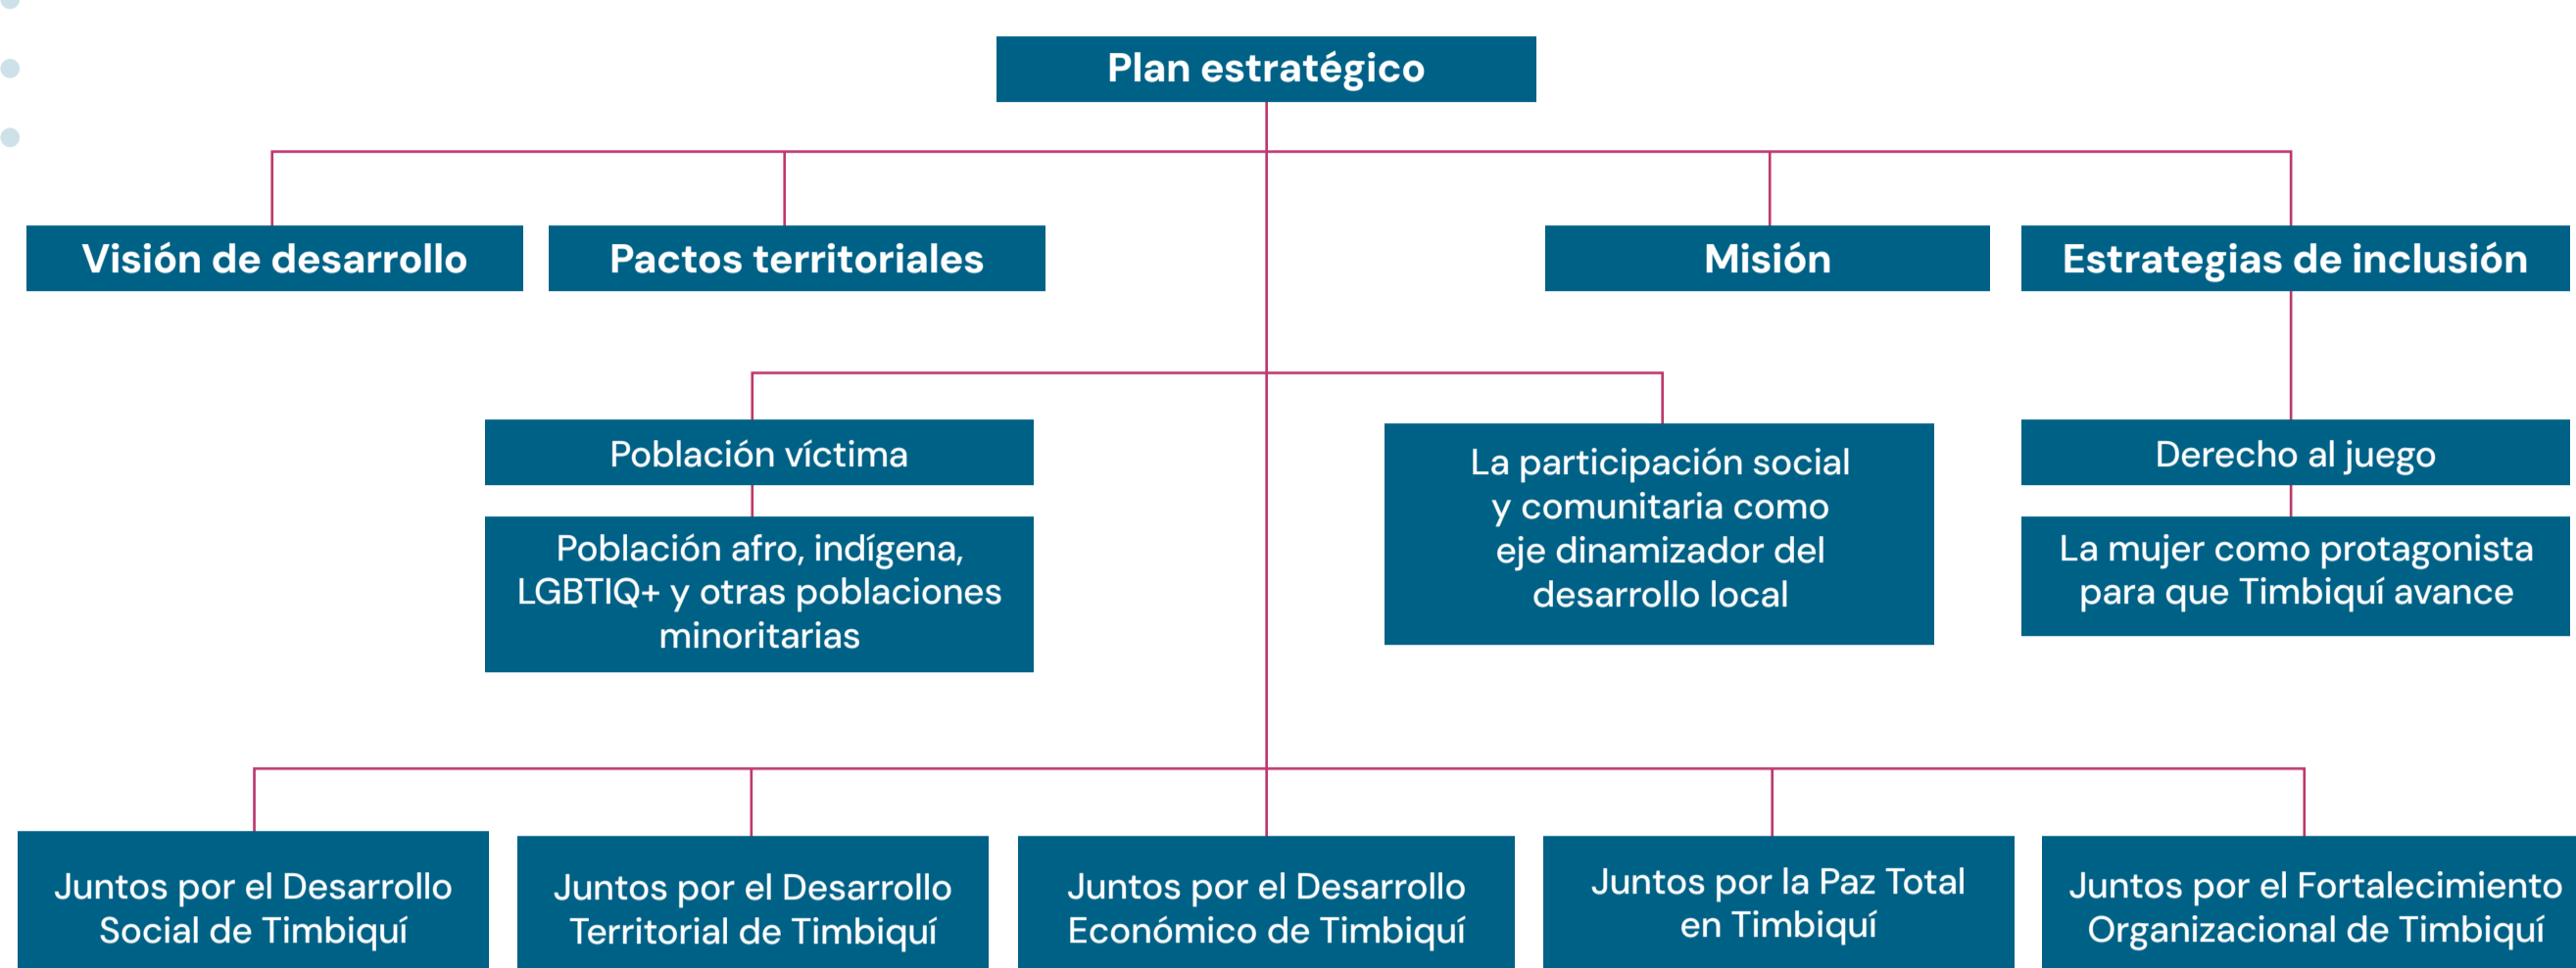 Plan estratégico
Visión de desarrollo
Pactos territoriales
Misión
Estrategias de inclusión
Población víctima
Población afro, indígena,
LGBTIQ+ y otras poblaciones
minoritarias
La participación social
y comunitaria como
eje dinamizador del
desarrollo local
Derecho al juego
La mujer como protagonista
para que Timbiquí avance
Juntos por el Desarrollo
Social de Timbiquí
Juntos por el Desarrollo
Territorial de Timbiquí
Juntos por el Desarrollo
Económico de Timbiquí
Juntos por la Paz Total
en Timbiquí
Juntos por el Fortalecimiento
Organizacional de Timbiquí